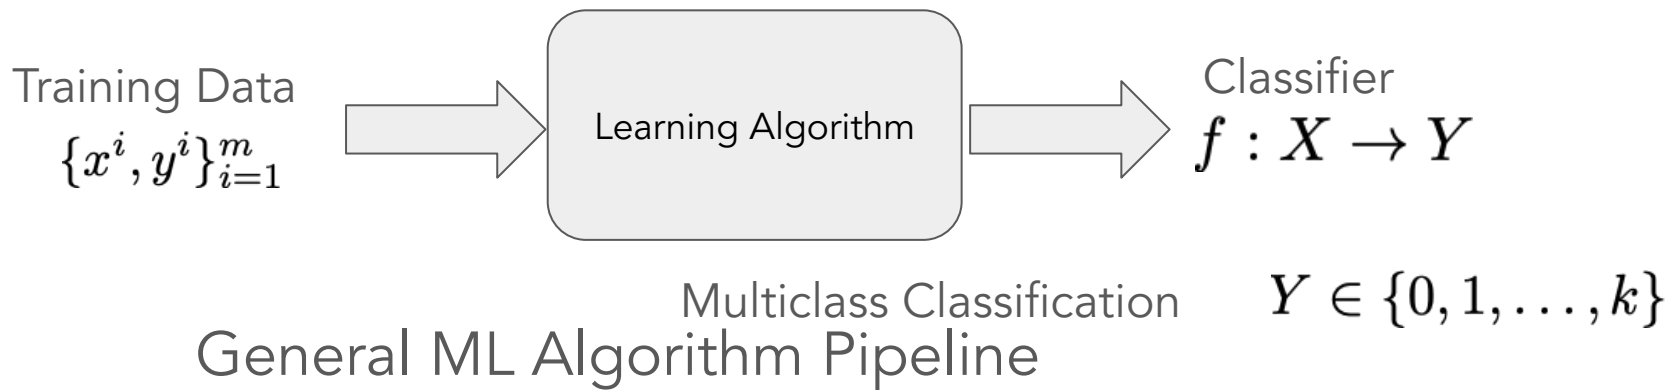 Training Data
{x^i, y^i}_{i=1}^m
Learning Algorithm
Classifier
f : X → Y
Multiclass Classification
Y ∈ {0, 1, . . . , k}
General ML Algorithm Pipeline